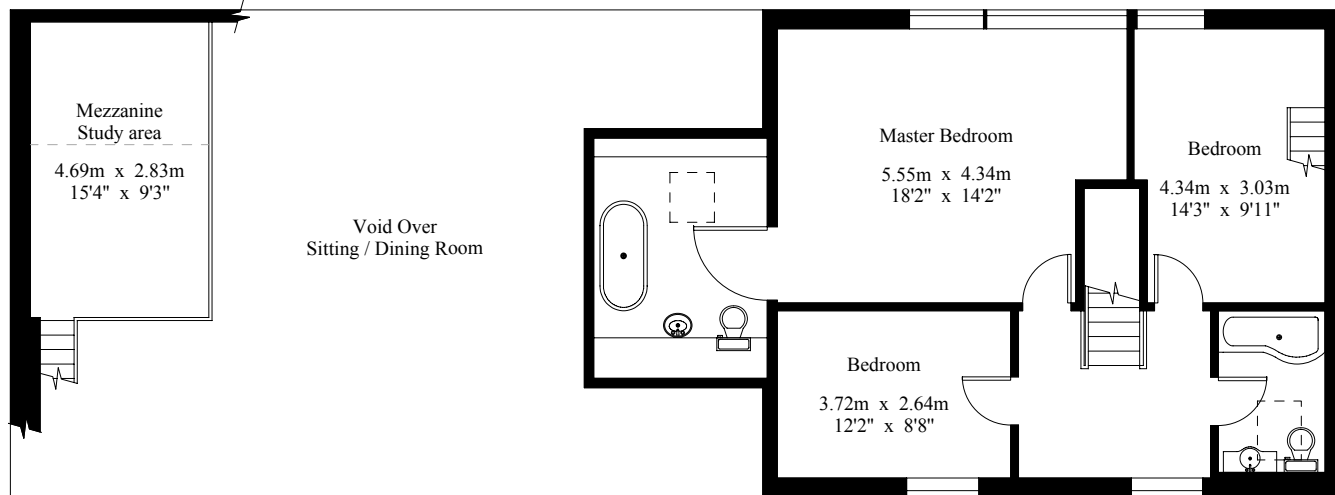 Mezzanine
Study area
4.69m x 2.83m
15'4" x 9'3"
Void Over
Sitting / Dining Room
Master Bedroom
5.55m x 4.34m
18'2" x 14'2"
Bedroom
4.34m x 3.03m
14'3" x 9'11"
Bedroom
3.72m x 2.64m
12'2" x 8'8"